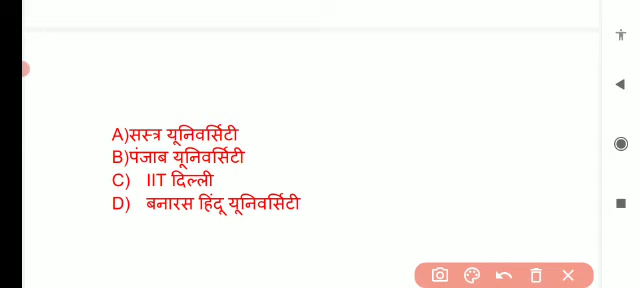 A)सस्त्र यूनिवर्सिटी
B)पंजाब यूनिवर्सिटी
C) IIT दिल्ली
D) बनारस हिंदू यूनिवर्सिटी